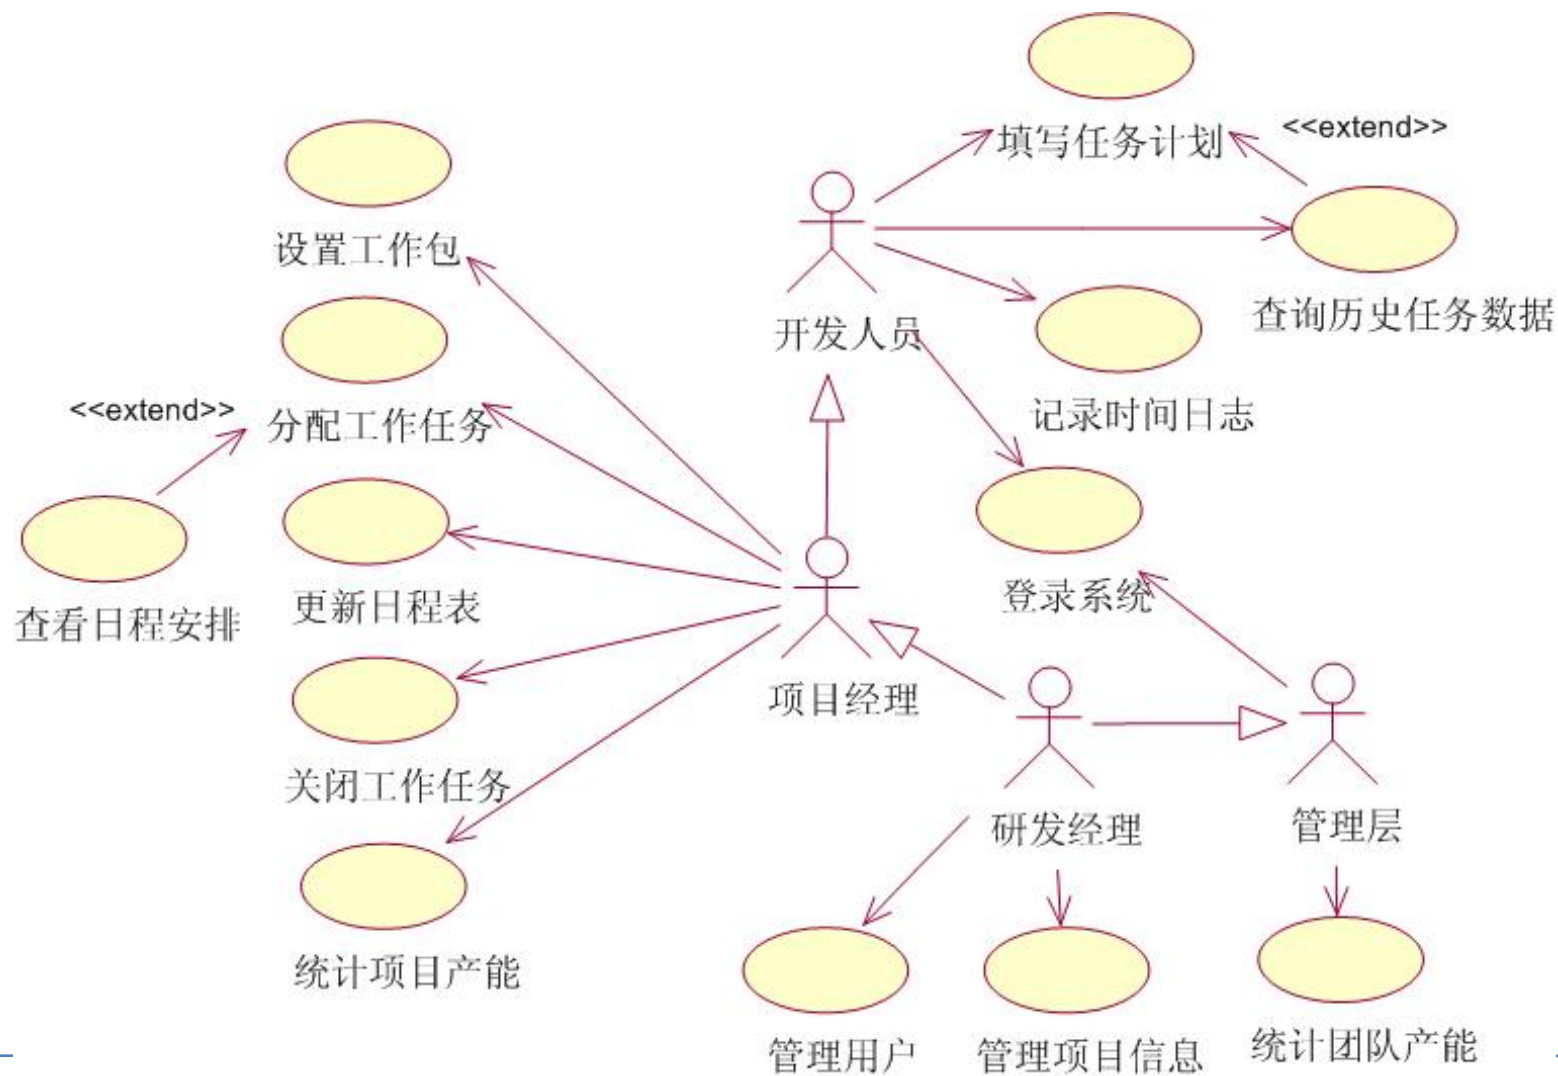 填写任务计划
<<extend>>
设置工作包
查询历史任务数据
开发人员
记录时间日志
<<extend>>
分配工作任务
登录系统
更新日程表
查看日程安排
项目经理
关闭工作任务
研发经理
管理层
统计项目产能
管理用户
管理项目信息
统计团队产能